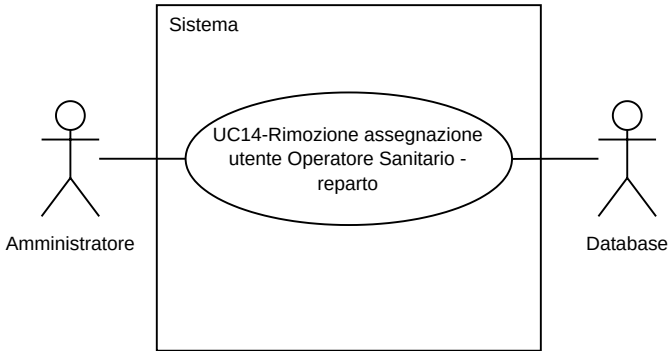 Sistema
UC14-Rimozione assegnazione
utente Operatore Sanitario -
reparto
Amministratore
Database